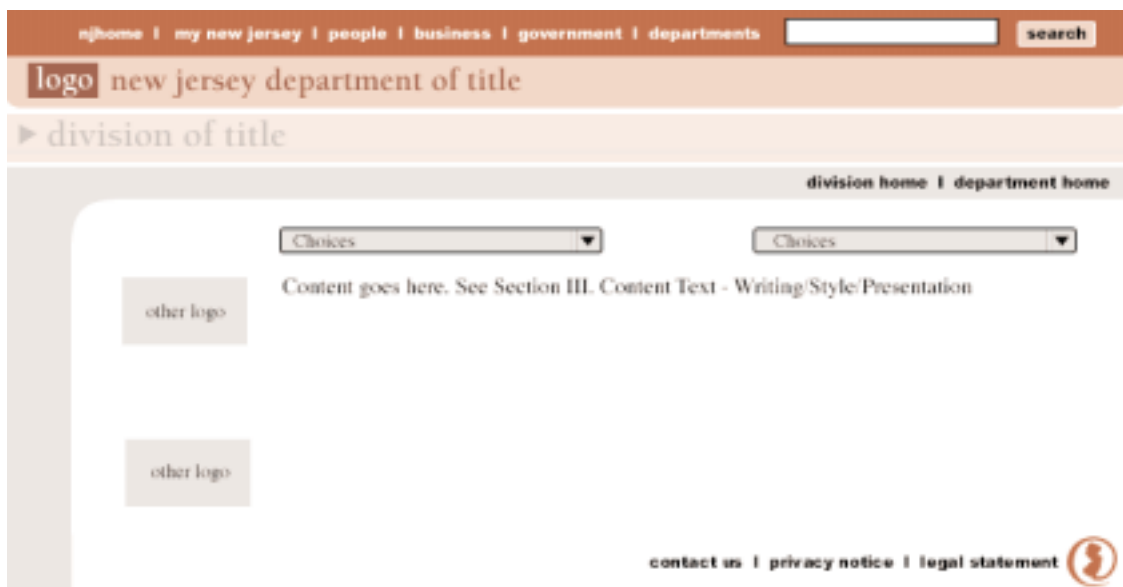 njhome | my new jersey | people | business | government | departments search
logo new jersey department of title
division of title
division home | department home
Choices Choices
Content goes here. See Section III. Content Text - Writing/Style/Presentation
other logo
other logo
contact us | privacy notice | legal statement